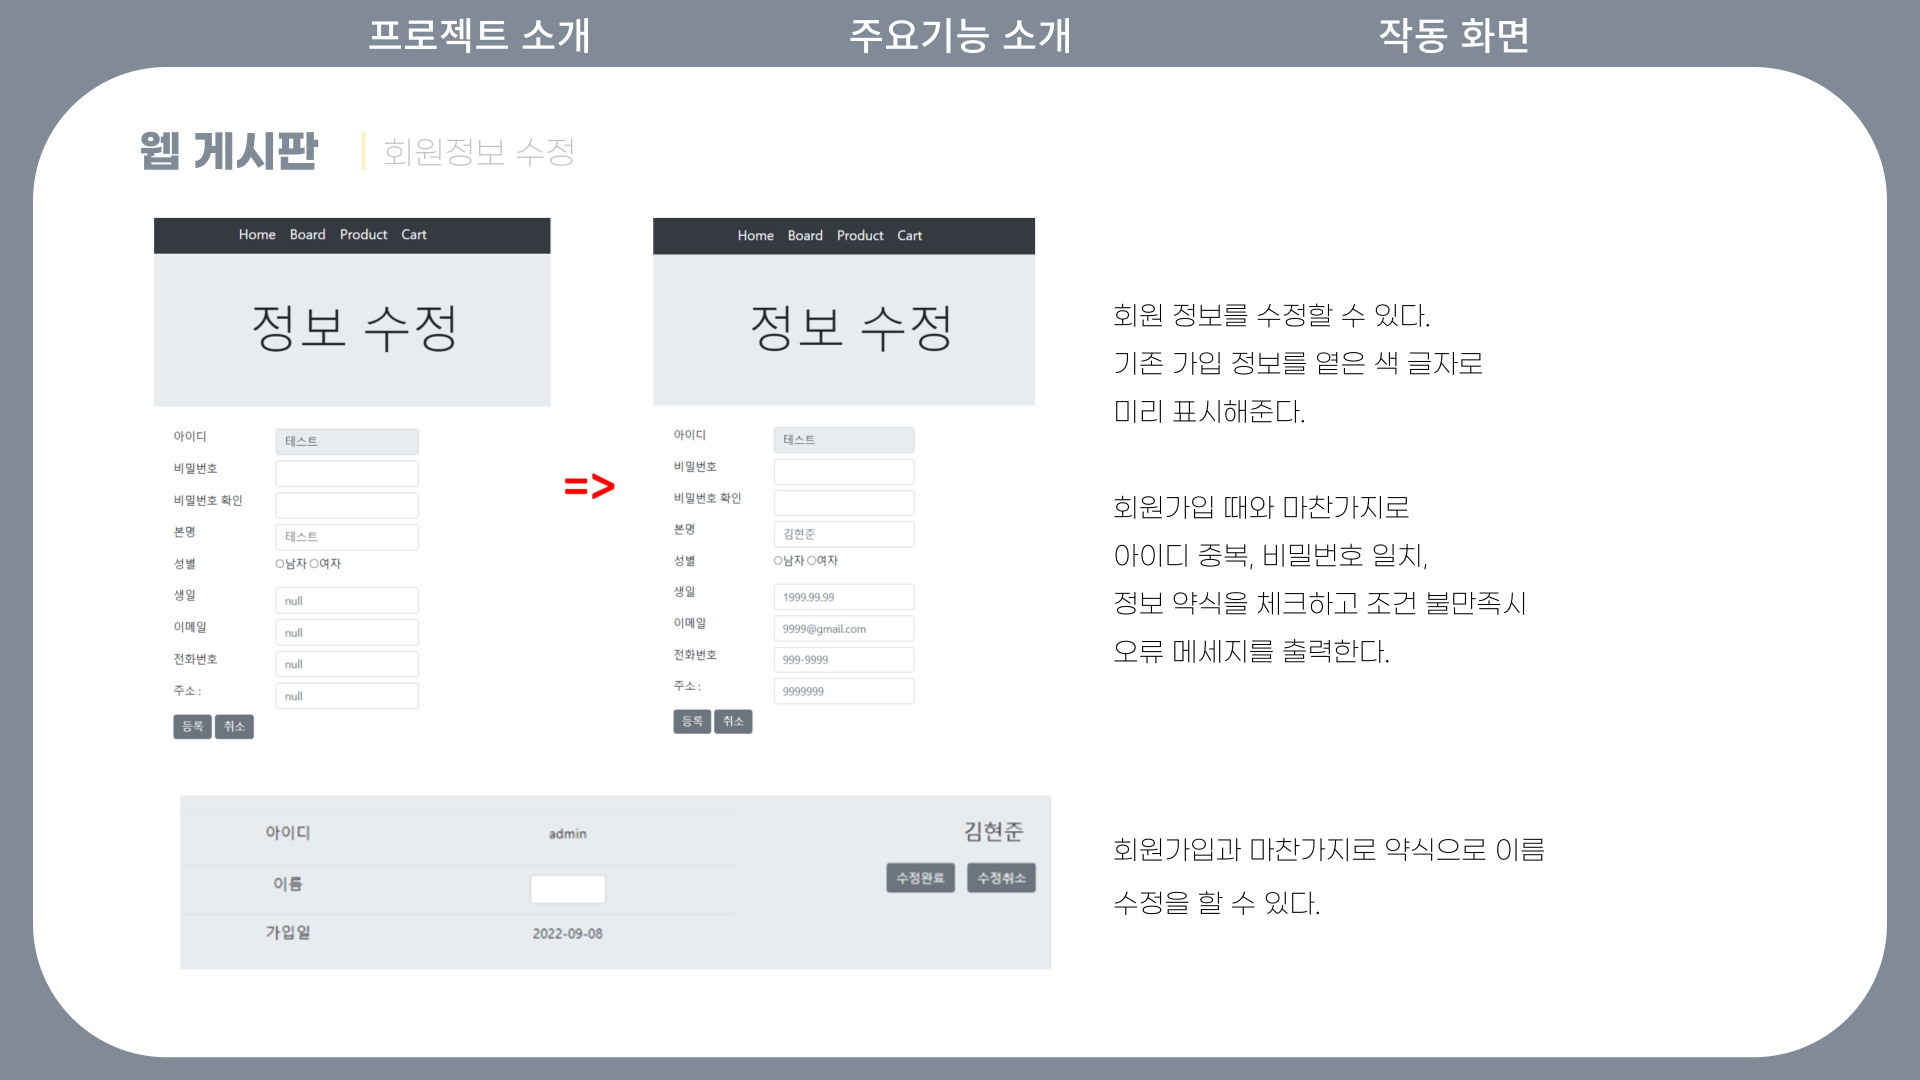 프로젝트 소개 주요기능 소개 작동 화면
웹 게시판 회원정보 수정
Home Board Product Cart
정보 수정
아이디 테스트
비밀번호
비밀번호 확인
본명 테스트
성별 ○남자 ○여자
생일 null
이메일 null
전화번호 null
주소 : null
등록 취소
=>
Home Board Product Cart
정보 수정
아이디 테스트
비밀번호
비밀번호 확인
본명 김현준
성별 ○남자 ○여자
생일 1999.99.99
이메일 9999@gmail.com
전화번호 999-9999
주소 : 9999999
등록 취소
회원 정보를 수정할 수 있다.
기존 가입 정보를 옅은 색 글자로
미리 표시해준다.
회원가입 때와 마찬가지로
아이디 중복, 비밀번호 일치,
정보 약식을 체크하고 조건 불만족시
오류 메세지를 출력한다.
아이디 admin
이름
가입일 2022-09-08
김현준
수정완료 수정취소
회원가입과 마찬가지로 약식으로 이름
수정을 할 수 있다.